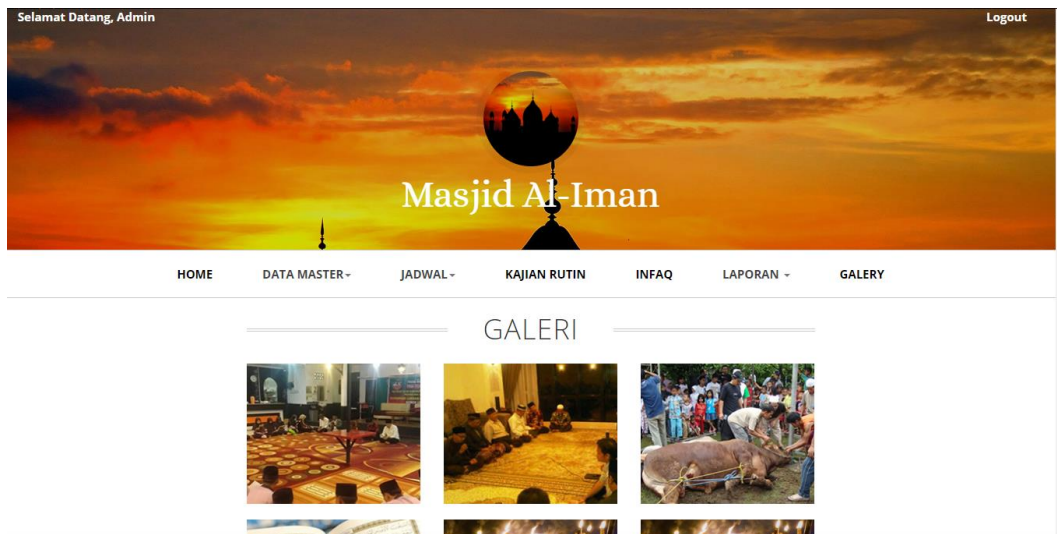 Selamat Datang, Admin
Logout
Masjid Al-Iman
HOME DATA MASTER JADWAL KAJIAN RUTIN INFAQ LAPORAN GALERY
GALERI